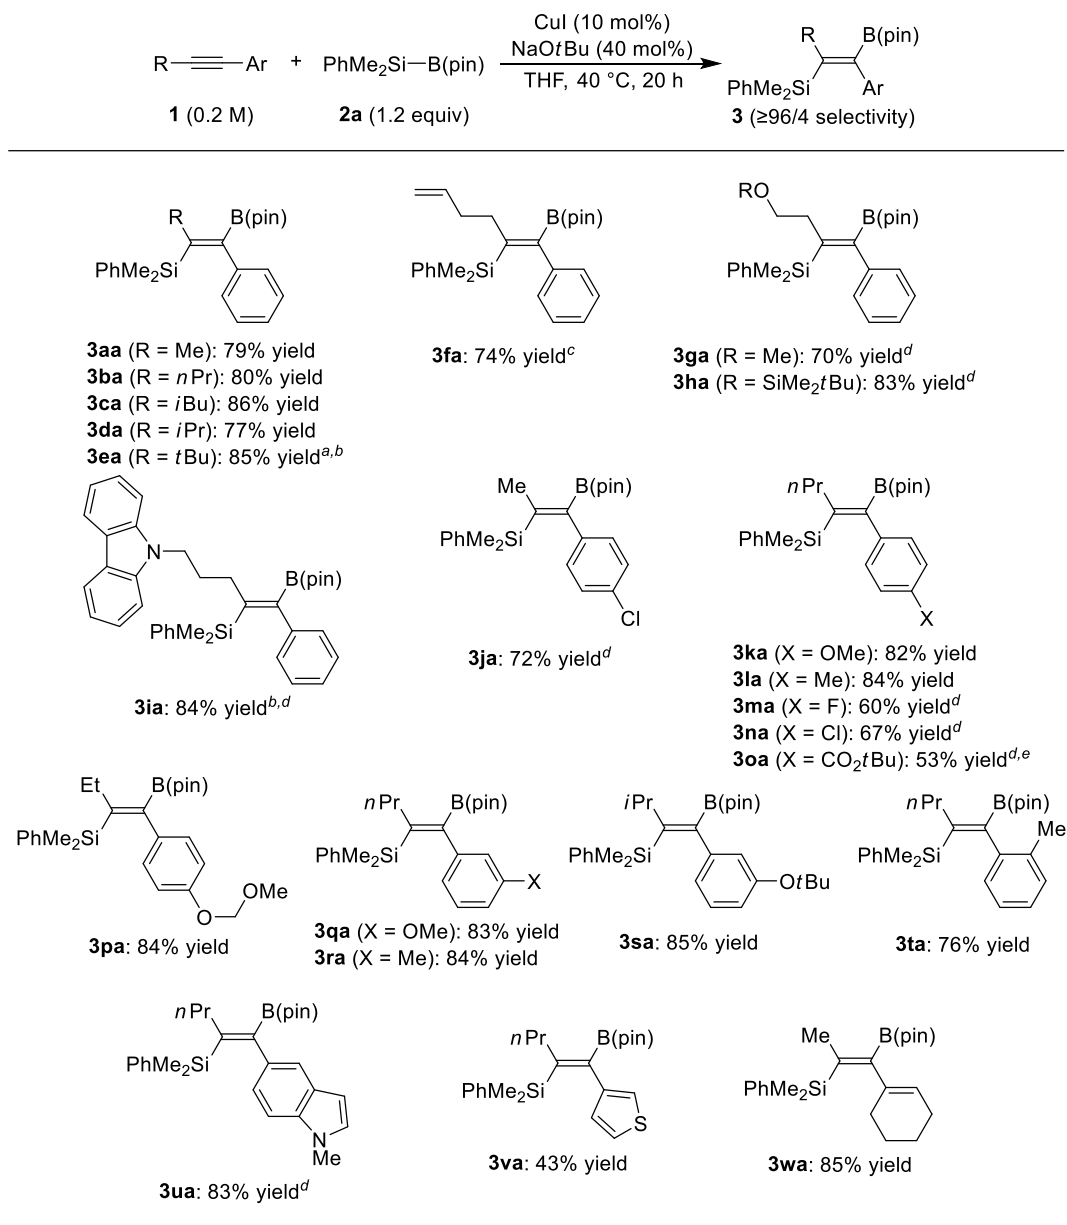 CuI (10 mol%)
NaOtBu (40 mol%)
THF, 40 °C, 20 h
R Ar + PhMe2Si B(pin)
R B(pin)
PhMe2Si Ar
1 (0.2 M) 2a (1.2 equiv) 3 (≥96/4 selectivity)
R B(pin)
PhMe2Si
3aa (R = Me): 79% yield
3ba (R = nPr): 80% yield
3ca (R = iBu): 86% yield
3da (R = iPr): 77% yield
3ea (R = tBu): 85% yield a,b
B(pin)
PhMe2Si
3fa: 74% yield c
RO
B(pin)
PhMe2Si
3ga (R = Me): 70% yield d
3ha (R = SiMe2tBu): 83% yield d
N
B(pin)
PhMe2Si
3ia: 84% yield b,d
Me B(pin)
PhMe2Si
Cl
3ja: 72% yield d
nPr B(pin)
PhMe2Si
X
3ka (X = OMe): 82% yield
3la (X = Me): 84% yield
3ma (X = F): 60% yield d
3na (X = Cl): 67% yield d
3oa (X = CO2tBu): 53% yield d,e
Et B(pin)
PhMe2Si
OMe
O
3pa: 84% yield
nPr B(pin)
PhMe2Si
X
3qa (X = OMe): 83% yield
3ra (X = Me): 84% yield
iPr B(pin)
PhMe2Si
OtBu
3sa: 85% yield
nPr B(pin)
Me
PhMe2Si
3ta: 76% yield
nPr B(pin)
PhMe2Si
N
Me
3ua: 83% yield d
nPr B(pin)
PhMe2Si
S
3va: 43% yield
Me B(pin)
PhMe2Si
3wa: 85% yield